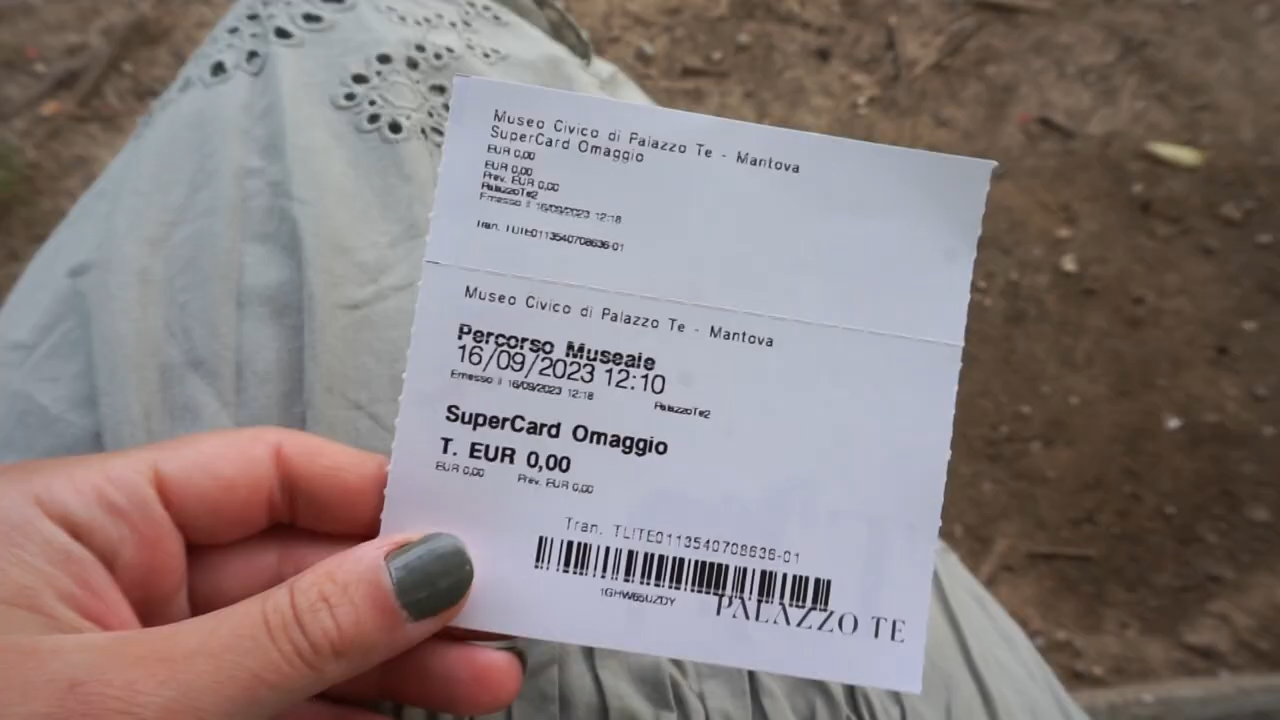 Museo Civico di Palazzo Te - Mantova
SuperCard Omaggio
EUR 0,00
EUR 0,00
Prev. EUR 0,00
PalazzoTe2
Emesso il 16/09/2023 12:18
Tran. TLITE0113540708636-01
Museo Civico di Palazzo Te - Mantova
Percorso Museale
16/09/2023 12:10
Emesso il 16/09/2023 12:18 PalazzoTe2
SuperCard Omaggio
T. EUR 0,00
EUR 0,00 Prev. EUR 0,00
Tran. TLITE0113540708636-01
1GHW65UZDY
PALAZZO TE